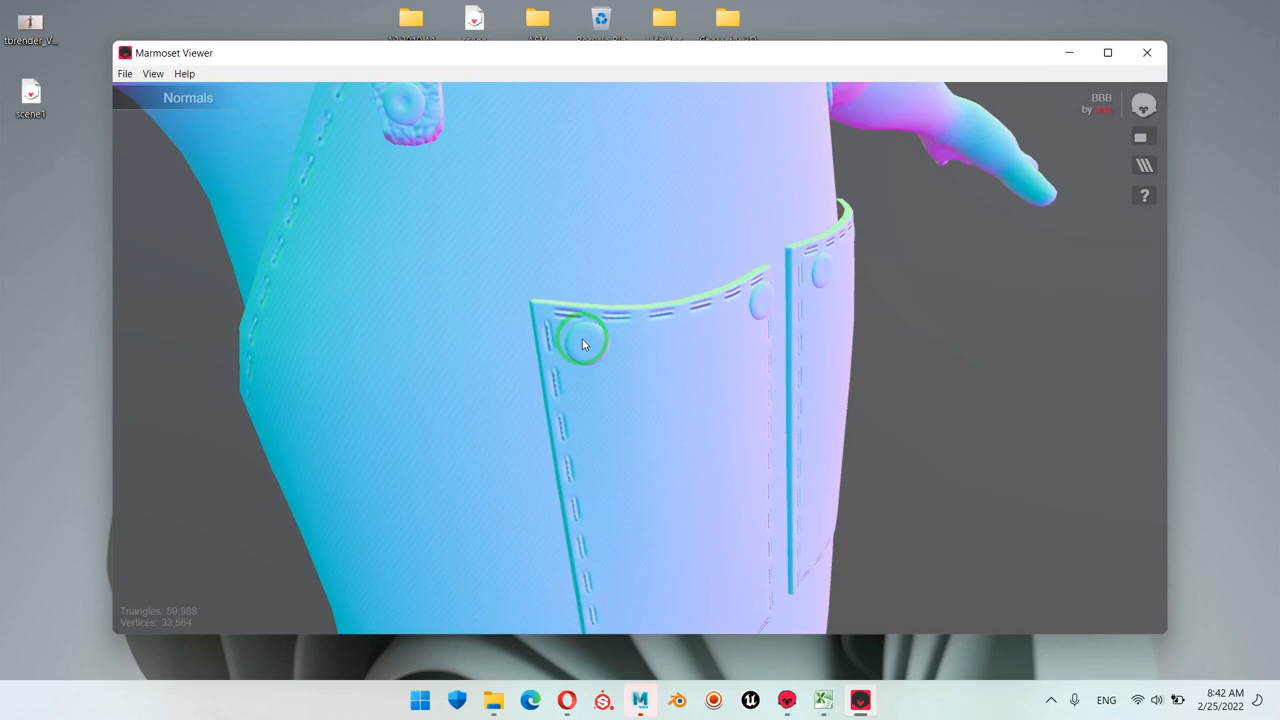 tbrender_V...
scene1
Marmoset Viewer
File View Help
Normals
BBB
by
?
Triangles: 59,988
Vertices: 33,564
ENG
8:42 AM
2/25/2022